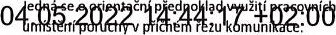 Jedná se o orientační předpoklad využití pracovních
04.05.2022 14:44:17 +02:00
umístění poruchy v příčném řezu komunikace.